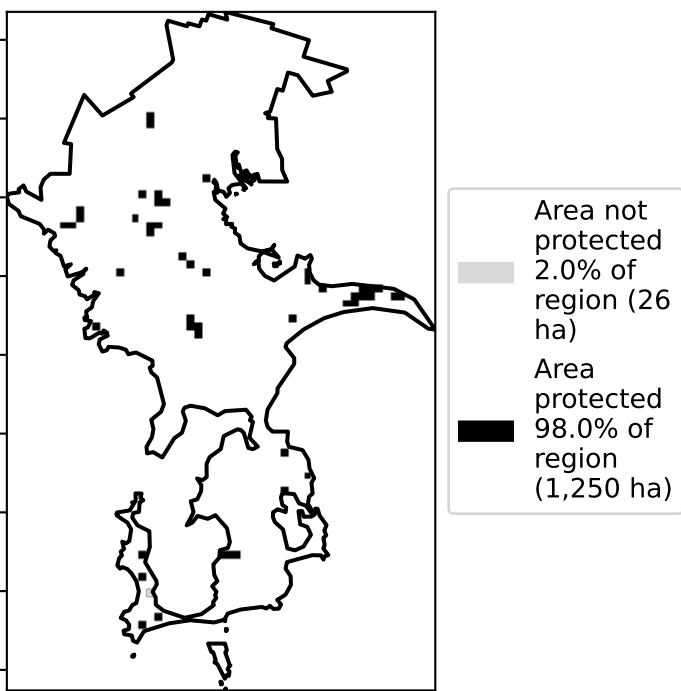 Area not
protected
2.0% of
region (26
ha)
Area
protected
98.0% of
region
(1,250 ha)